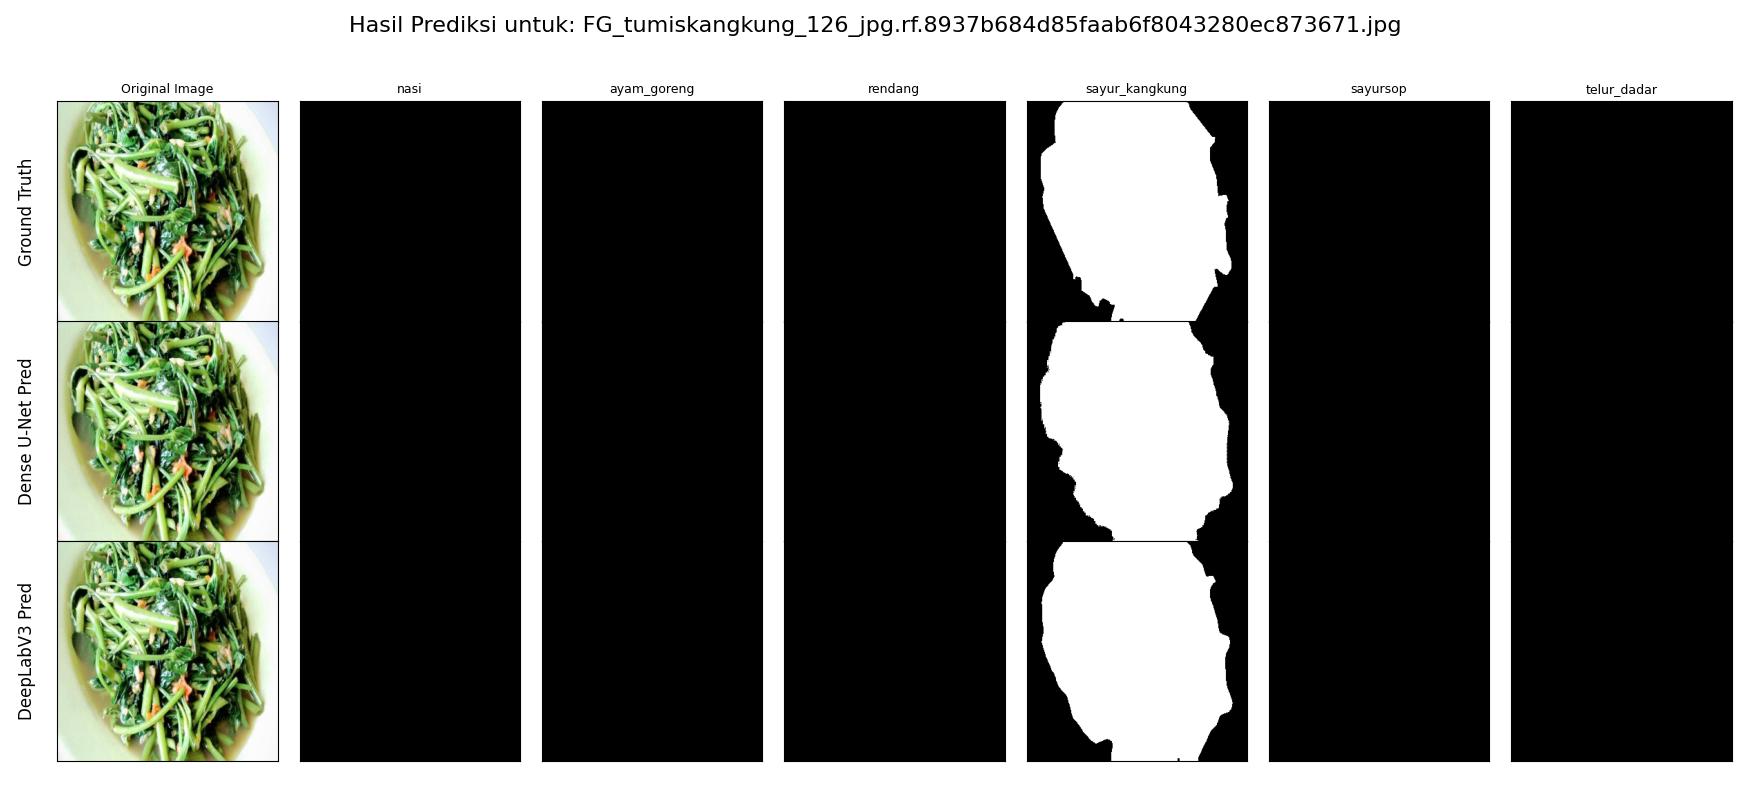 Hasil Prediksi untuk: FG_tumiskangkung_126_jpg.rf.8937b684d85faab6f8043280ec873671.jpg
Original Image nasi ayam_goreng rendang sayur_kangkung sayursop telur_dadar
Ground Truth
Dense U-Net Pred
DeepLabV3 Pred